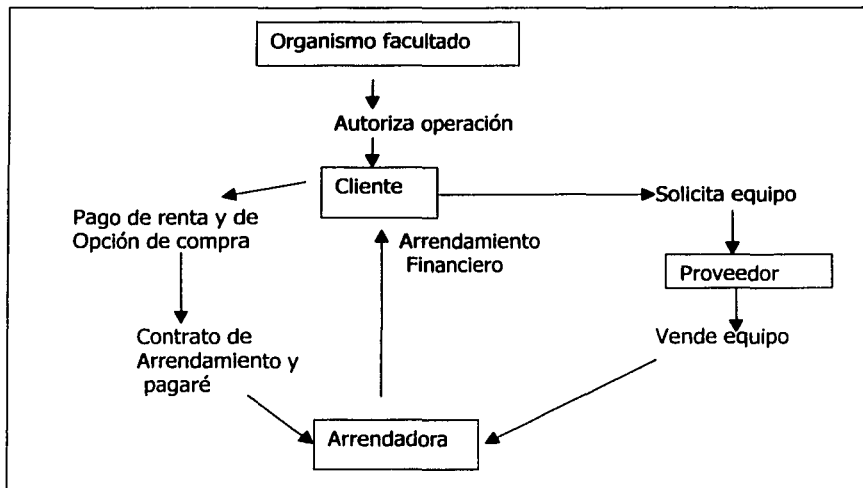 Organismo facultado
Autoriza operación
Cliente
Solicita equipo
Pago de renta y de
Opción de compra
Arrendamiento
Financiero
Proveedor
Contrato de
Arrendamiento y
pagaré
Vende equipo
Arrendadora